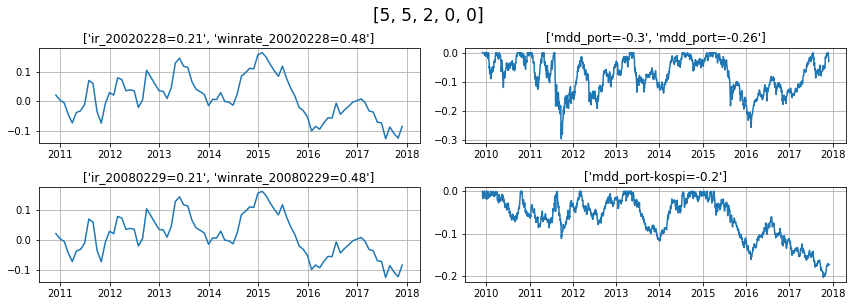 [5, 5, 2, 0, 0]
['ir_20020228=0.21', 'winrate_20020228=0.48']
0.1
0.0
−0.1
2011 2012 2013 2014 2015 2016 2017 2018
['mdd_port=-0.3', 'mdd_port=-0.26']
0.0
−0.1
−0.2
−0.3
2010 2011 2012 2013 2014 2015 2016 2017 2018
['ir_20080229=0.21', 'winrate_20080229=0.48']
0.1
0.0
−0.1
2011 2012 2013 2014 2015 2016 2017 2018
['mdd_port-kospi=-0.2']
0.0
−0.1
−0.2
2010 2011 2012 2013 2014 2015 2016 2017 2018